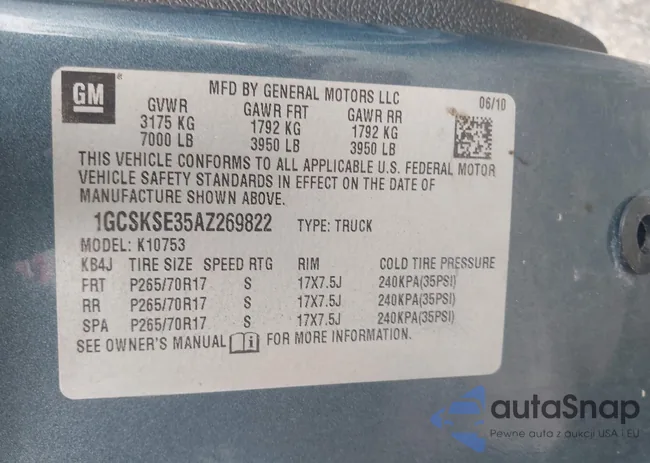 GM
MFD BY GENERAL MOTORS LLC
06/10
GVWR GAWR FRT GAWR RR
3175 KG 1792 KG 1792 KG
7000 LB 3950 LB 3950 LB
THIS VEHICLE CONFORMS TO ALL APPLICABLE U.S. FEDERAL MOTOR
VEHICLE SAFETY STANDARDS IN EFFECT ON THE DATE OF
MANUFACTURE SHOWN ABOVE.
1GCSKSE35AZ269822 TYPE: TRUCK
MODEL: K10753
KB4J TIRE SIZE SPEED RTG RIM COLD TIRE PRESSURE
FRT P265/70R17 S 17X7.5J 240KPA(35PSI)
RR P265/70R17 S 17X7.5J 240KPA(35PSI)
SPA P265/70R17 S 17X7.5J 240KPA(35PSI)
SEE OWNER'S MANUAL FOR MORE INFORMATION.
autaSnap
Pewne auta z aukcji USA i EU